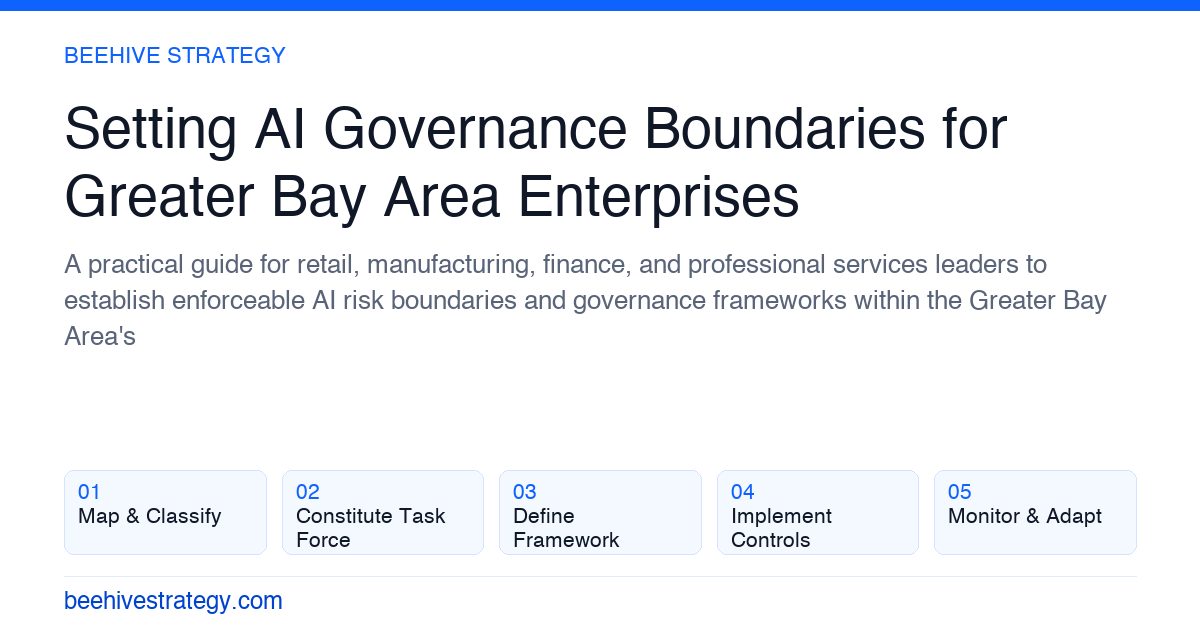 BEEHIVE STRATEGY
Setting AI Governance Boundaries for
Greater Bay Area Enterprises
A practical guide for retail, manufacturing, finance, and professional services leaders to
establish enforceable AI risk boundaries and governance frameworks within the Greater Bay
Area's
01
Map & Classify
02
Constitute Task
Force
03
Define
Framework
04
Implement
Controls
05
Monitor & Adapt
beehivestrategy.com